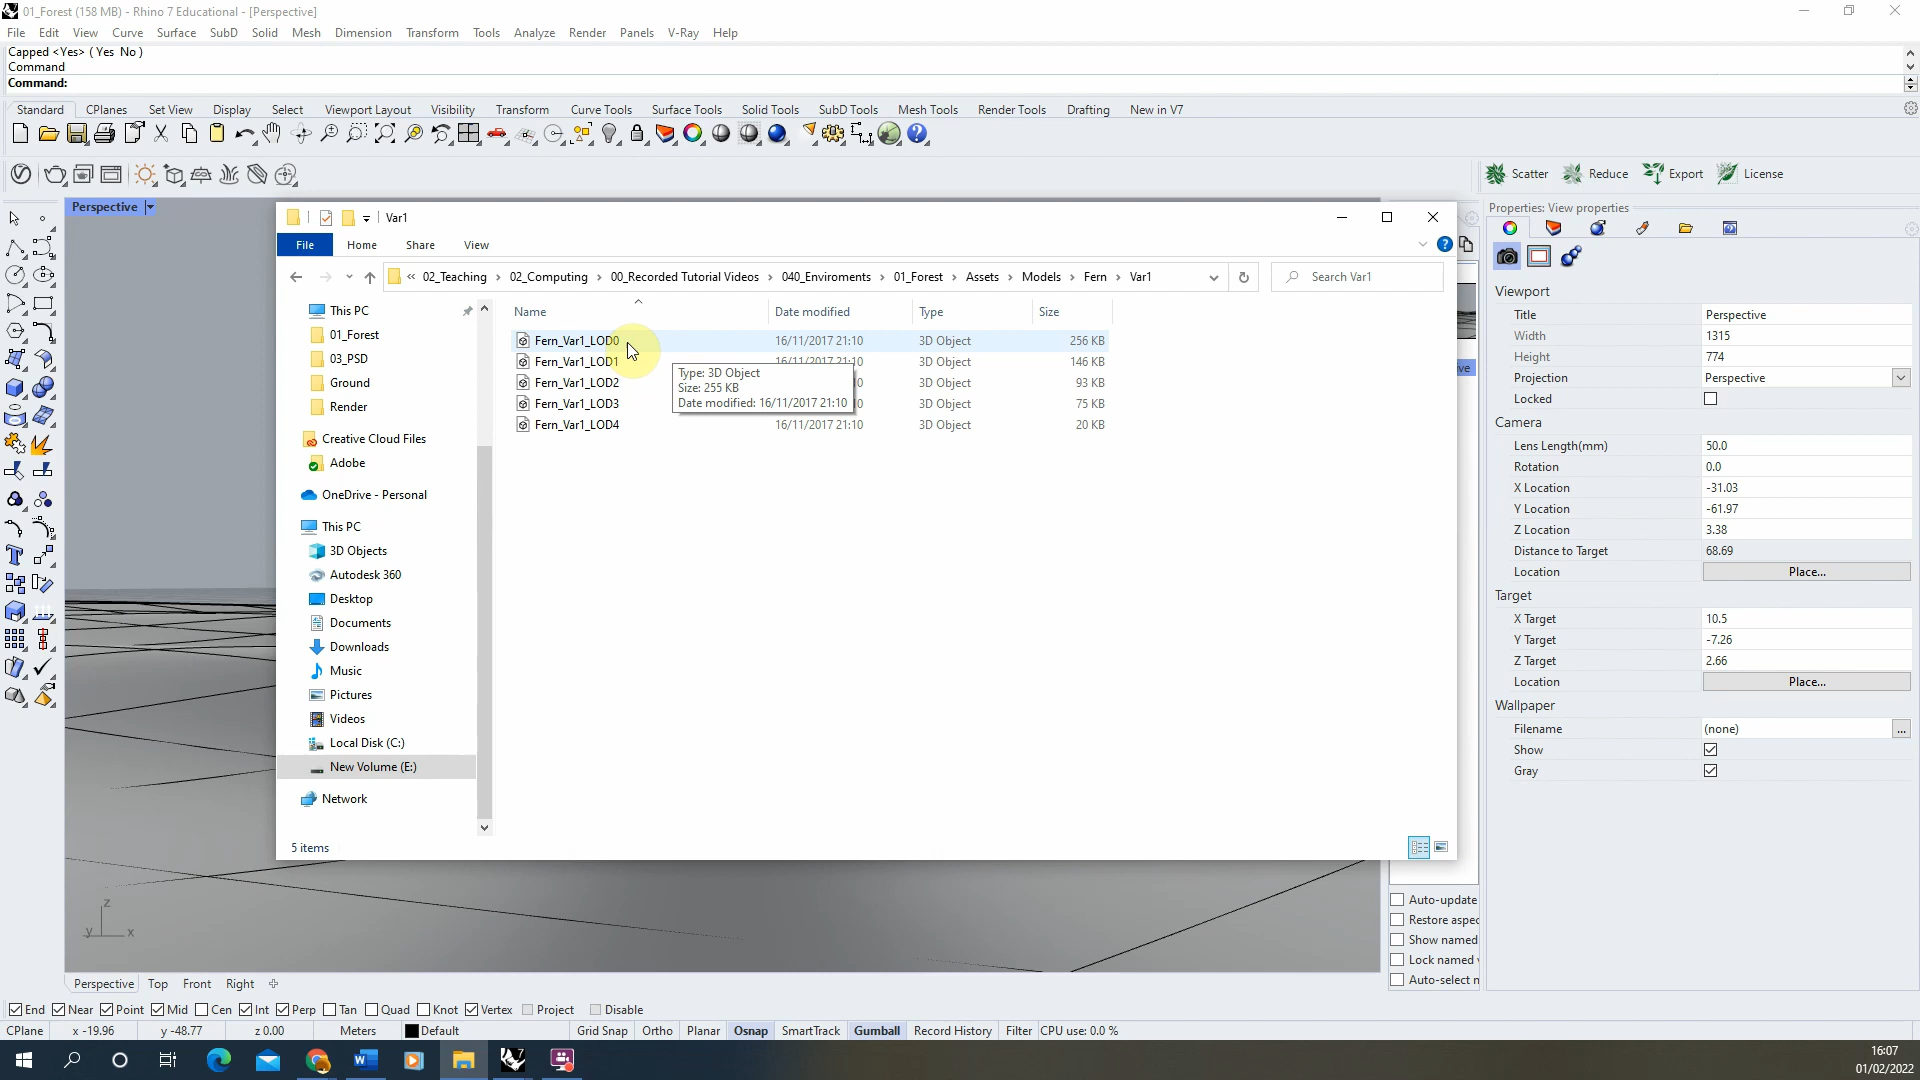 01_Forest (158 MB) - Rhino 7 Educational - [Perspective]
File Edit View Curve Surface SubD Solid Mesh Dimension Transform Tools Analyze Render Panels V-Ray Help
Capped <Yes> ( Yes No )
Command
Command:
Standard CPlanes Set View Display Select Viewport Layout Visibility Transform Curve Tools Surface Tools Solid Tools SubD Tools Mesh Tools Render Tools Drafting New in V7
Scatter Reduce Export License
Perspective
Var1
File Home Share View
« 02_Teaching › 02_Computing › 00_Recorded Tutorial Videos › 040_Enviroments › 01_Forest › Assets › Models › Fern › Var1
Search Var1
This PC
01_Forest
03_PSD
Ground
Render
Creative Cloud Files
Adobe
OneDrive - Personal
This PC
3D Objects
Autodesk 360
Desktop
Documents
Downloads
Music
Pictures
Videos
Local Disk (C:)
New Volume (E:)
Network
5 items
Name Date modified Type Size
Fern_Var1_LOD0 16/11/2017 21:10 3D Object 256 KB
Fern_Var1_LOD1 16/11/2017 21:10 3D Object 146 KB
Fern_Var1_LOD2 3D Object 93 KB
Fern_Var1_LOD3 3D Object 75 KB
Fern_Var1_LOD4 16/11/2017 21:10 3D Object 20 KB
Type: 3D Object
Size: 255 KB
Date modified: 16/11/2017 21:10
Properties: View properties
Viewport
Title Perspective
Width 1315
Height 774
Projection Perspective
Locked
Camera
Lens Length(mm) 50.0
Rotation 0.0
X Location -31.03
Y Location -61.97
Z Location 3.38
Distance to Target 68.69
Location Place...
Target
X Target 10.5
Y Target -7.26
Z Target 2.66
Location Place...
Wallpaper
Filename (none) ...
Show
Gray
Auto-update
Restore aspec
Show named
Lock named
Auto-select n
z
y x
Perspective Top Front Right
End Near Point Mid Cen Int Perp Tan Quad Knot Vertex Project Disable
CPlane x -19.96 y -48.77 z 0.00 Meters Default Grid Snap Ortho Planar Osnap SmartTrack Gumball Record History Filter CPU use: 0.0 %
16:07
01/02/2022